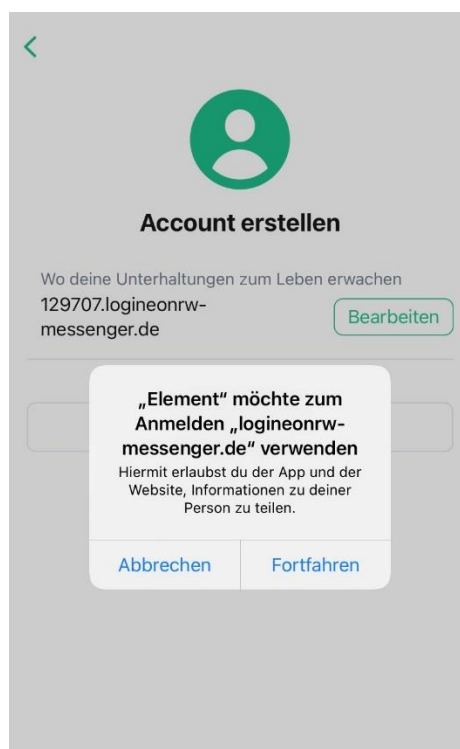 Account erstellen
Wo deine Unterhaltungen zum Leben erwachen
129707.logineonrw-
messenger.de
Bearbeiten
„Element“ möchte zum
Anmelden „logineonrw-
messenger.de“ verwenden
Hiermit erlaubst du der App und der
Website, Informationen zu deiner
Person zu teilen.
Abbrechen
Fortfahren